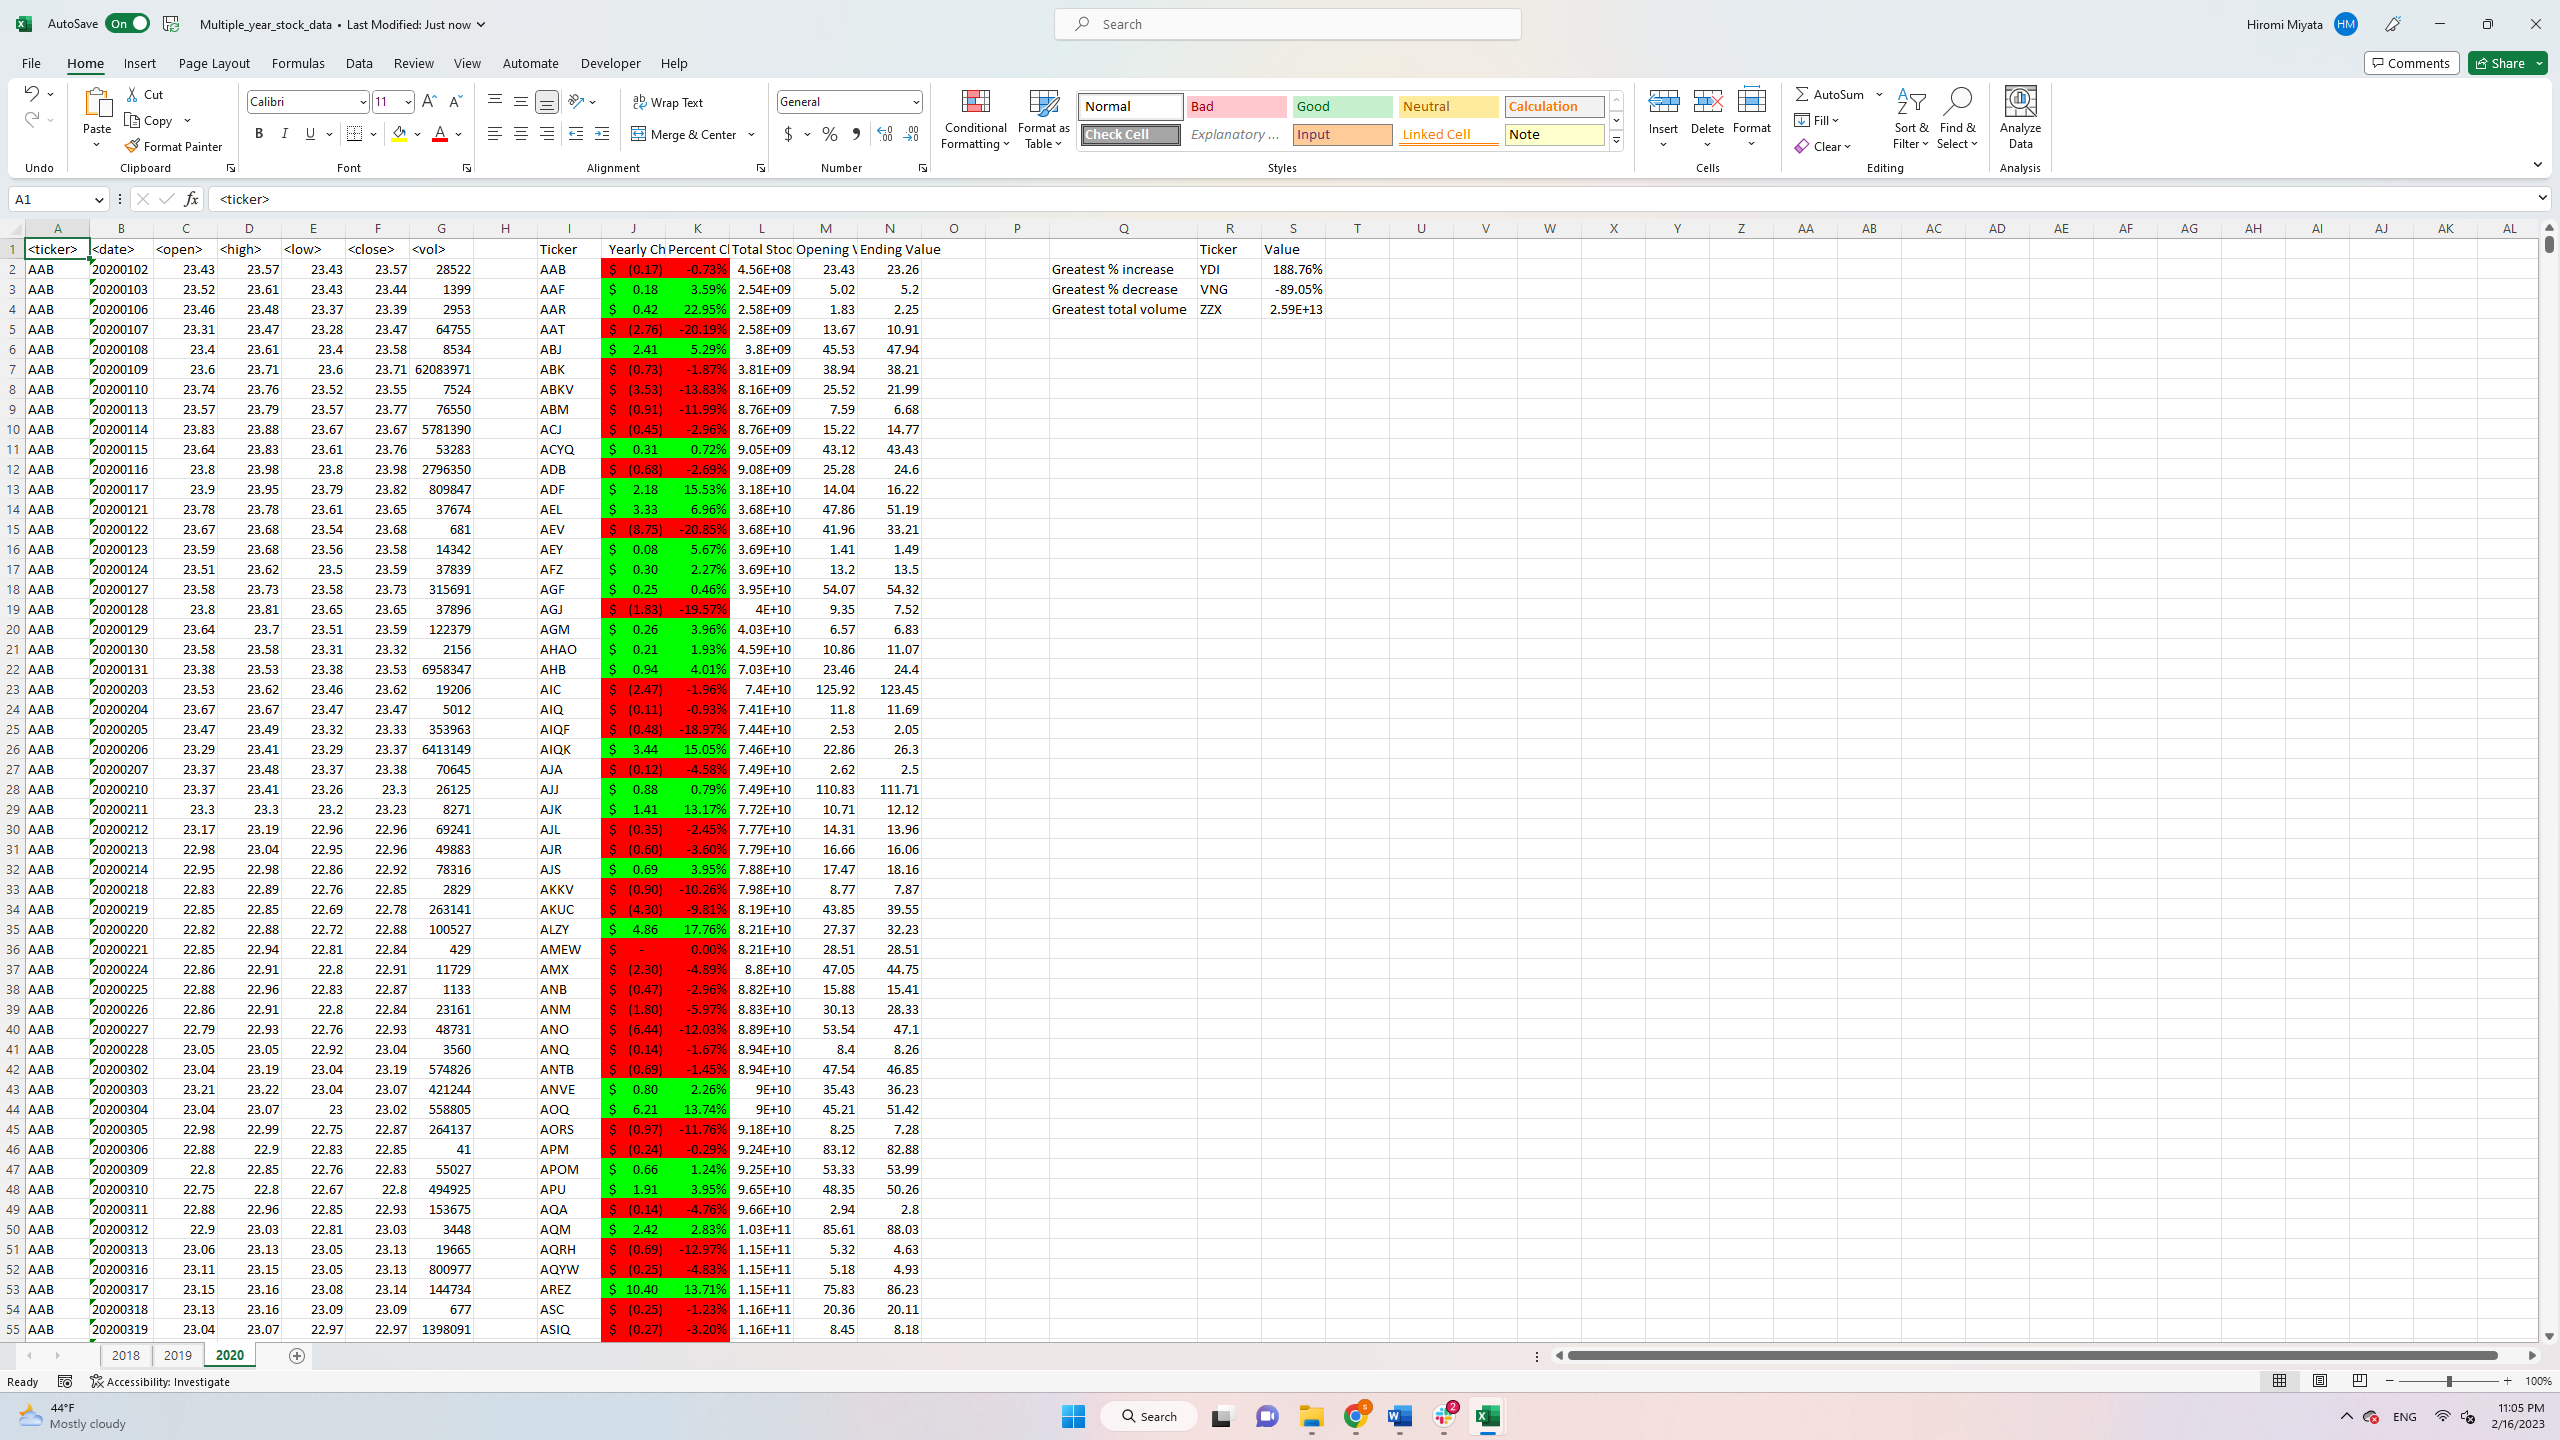 AutoSave On Multiple_year_stock_data • Last Modified: Just now Search Hiromi Miyata HM
File Home Insert Page Layout Formulas Data Review View Automate Developer Help Comments Share
Cut Calibri 11 Wrap Text General Normal Bad Good Neutral Calculation AutoSum
Paste Copy Conditional Formatting Format as Table Insert Delete Format Fill Sort & Filter Find & Select Analyze Data
Format Painter B I U Merge & Center $ % Check Cell Explanatory ... Input Linked Cell Note Clear
Undo Clipboard Font Alignment Number Styles Cells Editing Analysis
A1 fx <ticker>
A B C D E F G H I J K L M N O P Q R S T U V W X Y Z AA AB AC AD AE AF AG AH AI AJ AK AL
1 <ticker> <date> <open> <high> <low> <close> <vol> Ticker Yearly Ch Percent Cl Total Stoc Opening \ Ending Value Ticker Value
2 AAB 20200102 23.43 23.57 23.43 23.57 28522 AAB $ (0.17) -0.73% 4.56E+08 23.43 23.26 Greatest % increase YDI 188.76%
3 AAB 20200103 23.52 23.61 23.43 23.44 1399 AAF $ 0.18 3.59% 2.54E+09 5.02 5.2 Greatest % decrease VNG -89.05%
4 AAB 20200106 23.46 23.48 23.37 23.39 2953 AAR $ 0.42 22.95% 2.58E+09 1.83 2.25 Greatest total volume ZZX 2.59E+13
5 AAB 20200107 23.31 23.47 23.28 23.47 64755 AAT $ (2.76) -20.19% 2.58E+09 13.67 10.91
6 AAB 20200108 23.4 23.61 23.4 23.58 8534 ABJ $ 2.41 5.29% 3.8E+09 45.53 47.94
7 AAB 20200109 23.6 23.71 23.6 23.71 62083971 ABK $ (0.73) -1.87% 3.81E+09 38.94 38.21
8 AAB 20200110 23.74 23.76 23.52 23.55 7524 ABKV $ (3.53) -13.83% 8.16E+09 25.52 21.99
9 AAB 20200113 23.57 23.79 23.57 23.77 76550 ABM $ (0.91) -11.99% 8.76E+09 7.59 6.68
10 AAB 20200114 23.83 23.88 23.67 23.67 5781390 ACJ $ (0.45) -2.96% 8.76E+09 15.22 14.77
11 AAB 20200115 23.64 23.83 23.61 23.76 53283 ACYQ $ 0.31 0.72% 9.05E+09 43.12 43.43
12 AAB 20200116 23.8 23.98 23.8 23.98 2796350 ADB $ (0.68) -2.69% 9.08E+09 25.28 24.6
13 AAB 20200117 23.9 23.95 23.79 23.82 809847 ADF $ 2.18 15.53% 3.18E+10 14.04 16.22
14 AAB 20200121 23.78 23.78 23.61 23.65 37674 AEL $ 3.33 6.96% 3.68E+10 47.86 51.19
15 AAB 20200122 23.67 23.68 23.54 23.68 681 AEV $ (8.75) -20.85% 3.68E+10 41.96 33.21
16 AAB 20200123 23.59 23.68 23.56 23.58 14342 AEY $ 0.08 5.67% 3.69E+10 1.41 1.49
17 AAB 20200124 23.51 23.62 23.5 23.59 37839 AFZ $ 0.30 2.27% 3.69E+10 13.2 13.5
18 AAB 20200127 23.58 23.73 23.58 23.73 315691 AGF $ 0.25 0.46% 3.95E+10 54.07 54.32
19 AAB 20200128 23.8 23.81 23.65 23.65 37896 AGJ $ (1.83) -19.57% 4E+10 9.35 7.52
20 AAB 20200129 23.64 23.7 23.51 23.59 122379 AGM $ 0.26 3.96% 4.03E+10 6.57 6.83
21 AAB 20200130 23.58 23.58 23.31 23.32 2156 AHAO $ 0.21 1.93% 4.59E+10 10.86 11.07
22 AAB 20200131 23.38 23.53 23.38 23.53 6958347 AHB $ 0.94 4.01% 7.03E+10 23.46 24.4
23 AAB 20200203 23.53 23.62 23.46 23.62 19206 AIC $ (2.47) -1.96% 7.4E+10 125.92 123.45
24 AAB 20200204 23.67 23.67 23.47 23.47 5012 AIQ $ (0.11) -0.93% 7.41E+10 11.8 11.69
25 AAB 20200205 23.47 23.49 23.32 23.33 353963 AIQF $ (0.48) -18.97% 7.44E+10 2.53 2.05
26 AAB 20200206 23.29 23.41 23.29 23.37 6413149 AIQK $ 3.44 15.05% 7.46E+10 22.86 26.3
27 AAB 20200207 23.37 23.48 23.37 23.38 70645 AJA $ (0.12) -4.58% 7.49E+10 2.62 2.5
28 AAB 20200210 23.37 23.41 23.26 23.3 26125 AJJ $ 0.88 0.79% 7.49E+10 110.83 111.71
29 AAB 20200211 23.3 23.3 23.2 23.23 8271 AJK $ 1.41 13.17% 7.72E+10 10.71 12.12
30 AAB 20200212 23.17 23.19 22.96 22.96 69241 AJL $ (0.35) -2.45% 7.77E+10 14.31 13.96
31 AAB 20200213 22.98 23.04 22.95 22.96 49883 AJR $ (0.60) -3.60% 7.79E+10 16.66 16.06
32 AAB 20200214 22.95 22.98 22.86 22.92 78316 AJS $ 0.69 3.95% 7.88E+10 17.47 18.16
33 AAB 20200218 22.83 22.89 22.76 22.85 2829 AKKV $ (0.90) -10.26% 7.98E+10 8.77 7.87
34 AAB 20200219 22.85 22.85 22.69 22.78 263141 AKUC $ (4.30) -9.81% 8.19E+10 43.85 39.55
35 AAB 20200220 22.82 22.88 22.72 22.88 100527 ALZY $ 4.86 17.76% 8.21E+10 27.37 32.23
36 AAB 20200221 22.85 22.94 22.81 22.84 429 AMEW $ - 0.00% 8.21E+10 28.51 28.51
37 AAB 20200224 22.86 22.91 22.8 22.91 11729 AMX $ (2.30) -4.89% 8.8E+10 47.05 44.75
38 AAB 20200225 22.88 22.96 22.83 22.87 1133 ANB $ (0.47) -2.96% 8.82E+10 15.88 15.41
39 AAB 20200226 22.86 22.91 22.8 22.84 23161 ANM $ (1.80) -5.97% 8.83E+10 30.13 28.33
40 AAB 20200227 22.79 22.93 22.76 22.93 48731 ANO $ (6.44) -12.03% 8.89E+10 53.54 47.1
41 AAB 20200228 23.05 23.05 22.92 23.04 3560 ANQ $ (0.14) -1.67% 8.94E+10 8.4 8.26
42 AAB 20200302 23.04 23.19 23.04 23.19 574826 ANTB $ (0.69) -1.45% 8.94E+10 47.54 46.85
43 AAB 20200303 23.21 23.22 23.04 23.07 421244 ANVE $ 0.80 2.26% 9E+10 35.43 36.23
44 AAB 20200304 23.04 23.07 23 23.02 558805 AOQ $ 6.21 13.74% 9E+10 45.21 51.42
45 AAB 20200305 22.98 22.99 22.75 22.87 264137 AORS $ (0.97) -11.76% 9.18E+10 8.25 7.28
46 AAB 20200306 22.88 22.9 22.83 22.85 41 APM $ (0.24) -0.29% 9.24E+10 83.12 82.88
47 AAB 20200309 22.8 22.85 22.76 22.83 55027 APOM $ 0.66 1.24% 9.25E+10 53.33 53.99
48 AAB 20200310 22.75 22.8 22.67 22.8 494925 APU $ 1.91 3.95% 9.65E+10 48.35 50.26
49 AAB 20200311 22.88 22.96 22.85 22.93 153675 AQA $ (0.14) -4.76% 9.66E+10 2.94 2.8
50 AAB 20200312 22.9 23.03 22.81 23.03 3448 AQM $ 2.42 2.83% 1.03E+11 85.61 88.03
51 AAB 20200313 23.06 23.13 23.05 23.13 19665 AQRH $ (0.69) -12.97% 1.15E+11 5.32 4.63
52 AAB 20200316 23.11 23.15 23.05 23.13 800977 AQYW $ (0.25) -4.83% 1.15E+11 5.18 4.93
53 AAB 20200317 23.15 23.16 23.08 23.14 144734 AREZ $ 10.40 13.71% 1.15E+11 75.83 86.23
54 AAB 20200318 23.13 23.16 23.09 23.09 677 ASC $ (0.25) -1.23% 1.16E+11 20.36 20.11
55 AAB 20200319 23.04 23.07 22.97 22.97 1398091 ASIQ $ (0.27) -3.20% 1.16E+11 8.45 8.18
2018 2019 2020
Ready Accessibility: Investigate 100%
44°F Mostly cloudy Search ENG 11:05 PM 2/16/2023